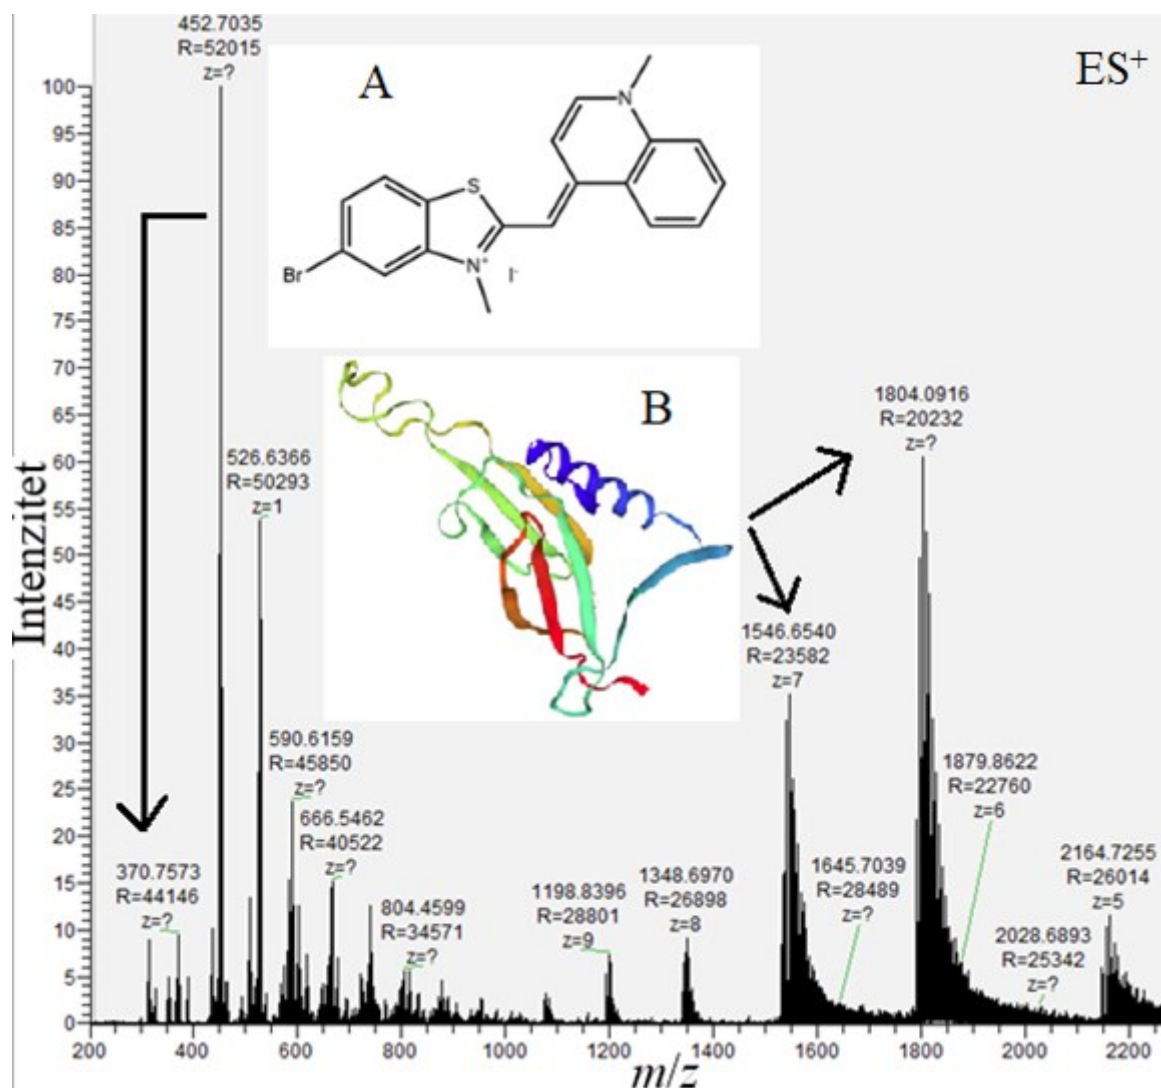 452.7035
R=52015
z=?
ES+
A
N
S
N+
Br
I-
B
526.6366
R=50293
z=1
590.6159
R=45850
z=?
666.5462
R=40522
z=?
370.7573
R=44146
z=?
804.4599
R=34571
z=?
1198.8396
R=28801
z=9
1348.6970
R=26898
z=8
1546.6540
R=23582
z=7
1804.0916
R=20232
z=?
1645.7039
R=28489
z=?
1879.8622
R=22760
z=6
2028.6893
R=25342
z=?
2164.7255
R=26014
z=5
Intenzitet
100
95
90
85
80
75
70
65
60
55
50
45
40
35
30
25
20
15
10
5
0
200 400 600 800 1000 1200 1400 1600 1800 2000 2200
m/z